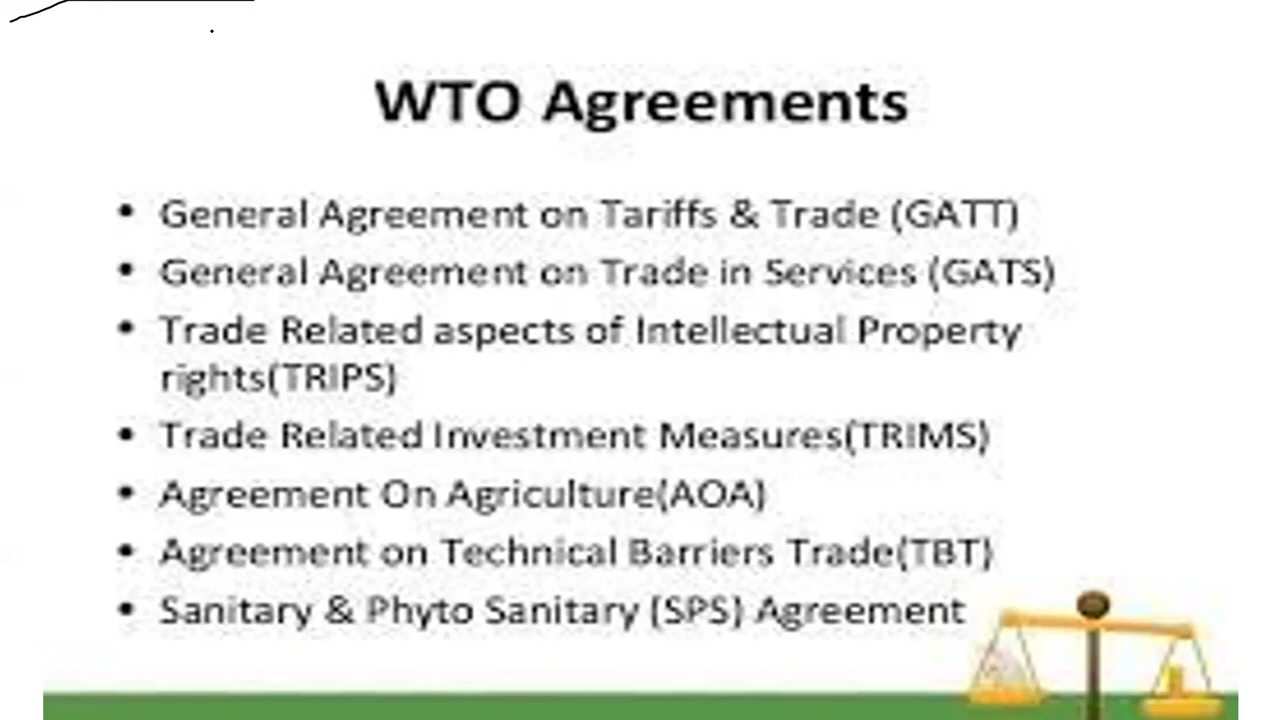 WTO Agreements
• General Agreement on Tariffs & Trade (GATT)
• General Agreement on Trade in Services (GATS)
• Trade Related aspects of Intellectual Property
rights(TRIPS)
• Trade Related Investment Measures(TRIMS)
• Agreement On Agriculture(AOA)
• Agreement on Technical Barriers Trade(TBT)
• Sanitary & Phyto Sanitary (SPS) Agreement